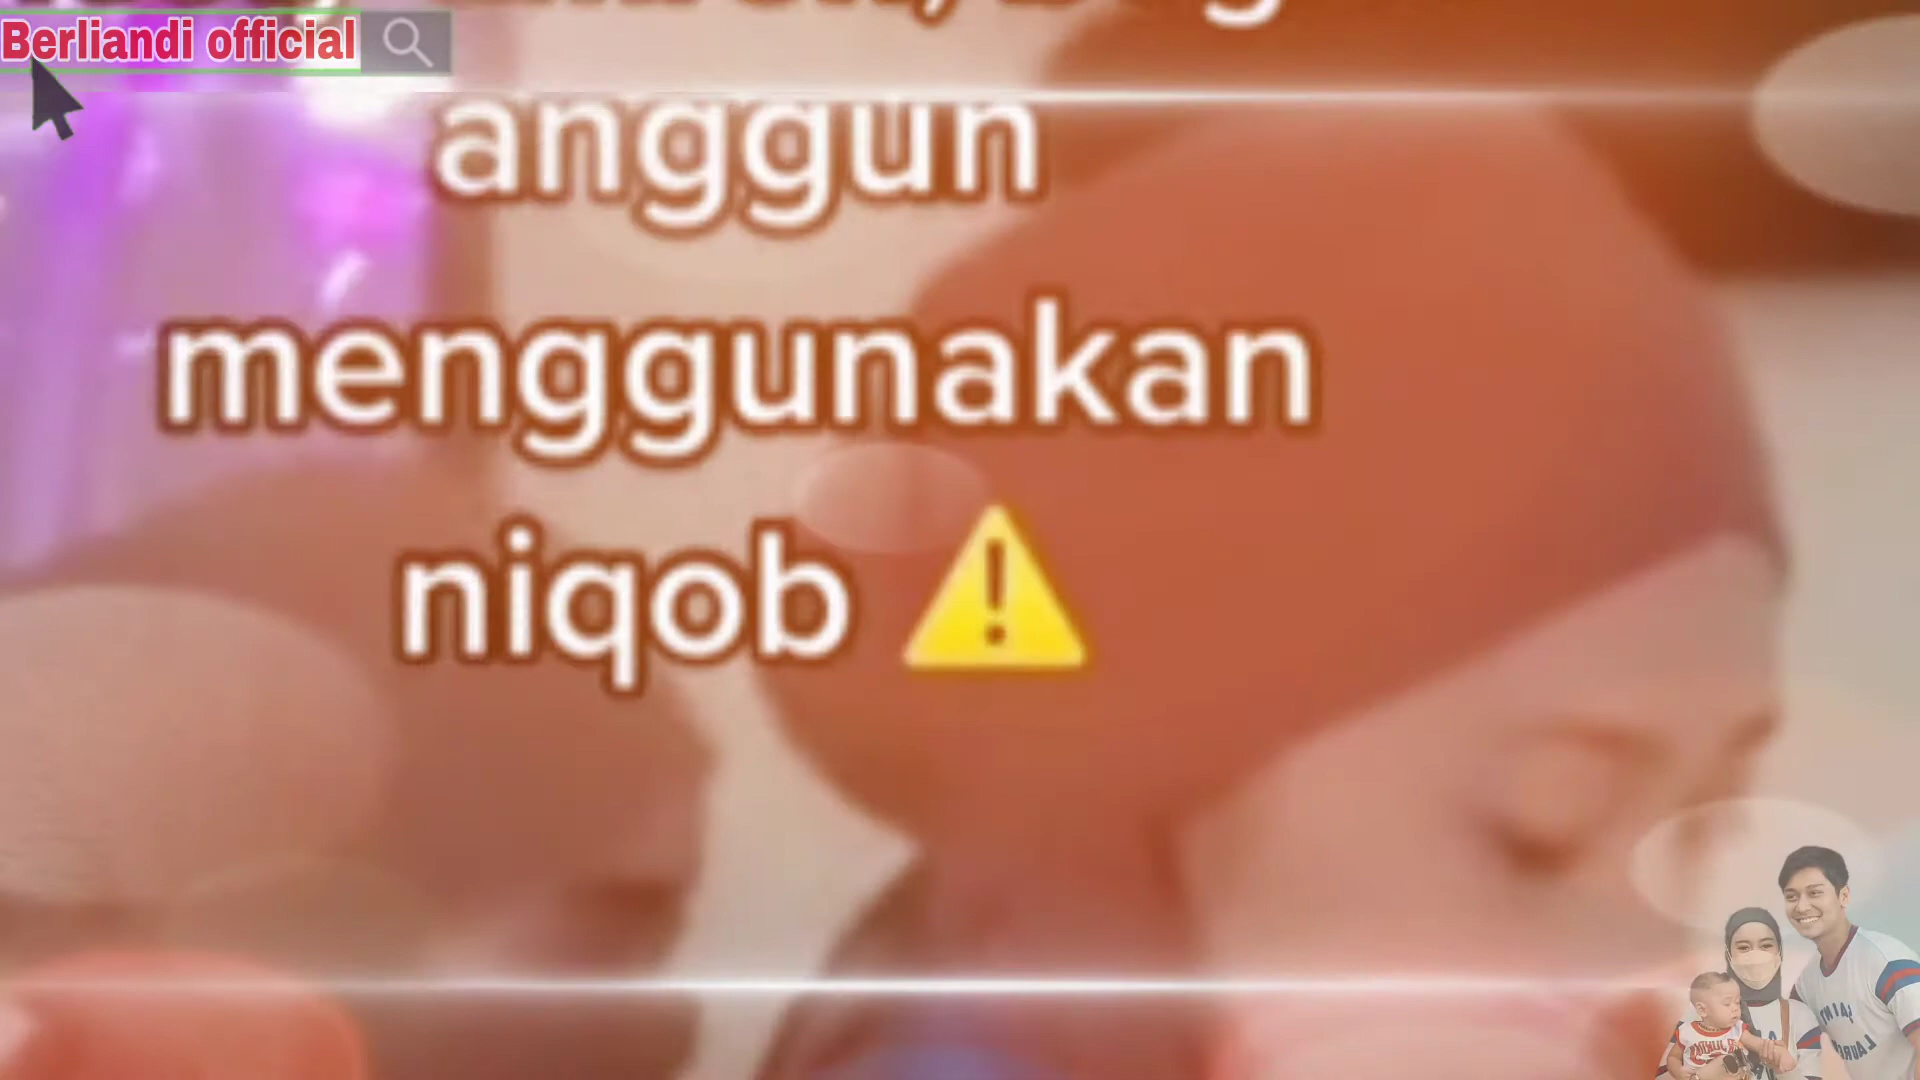 Berliandi official
anggun
menggunakan
niqob ⚠️